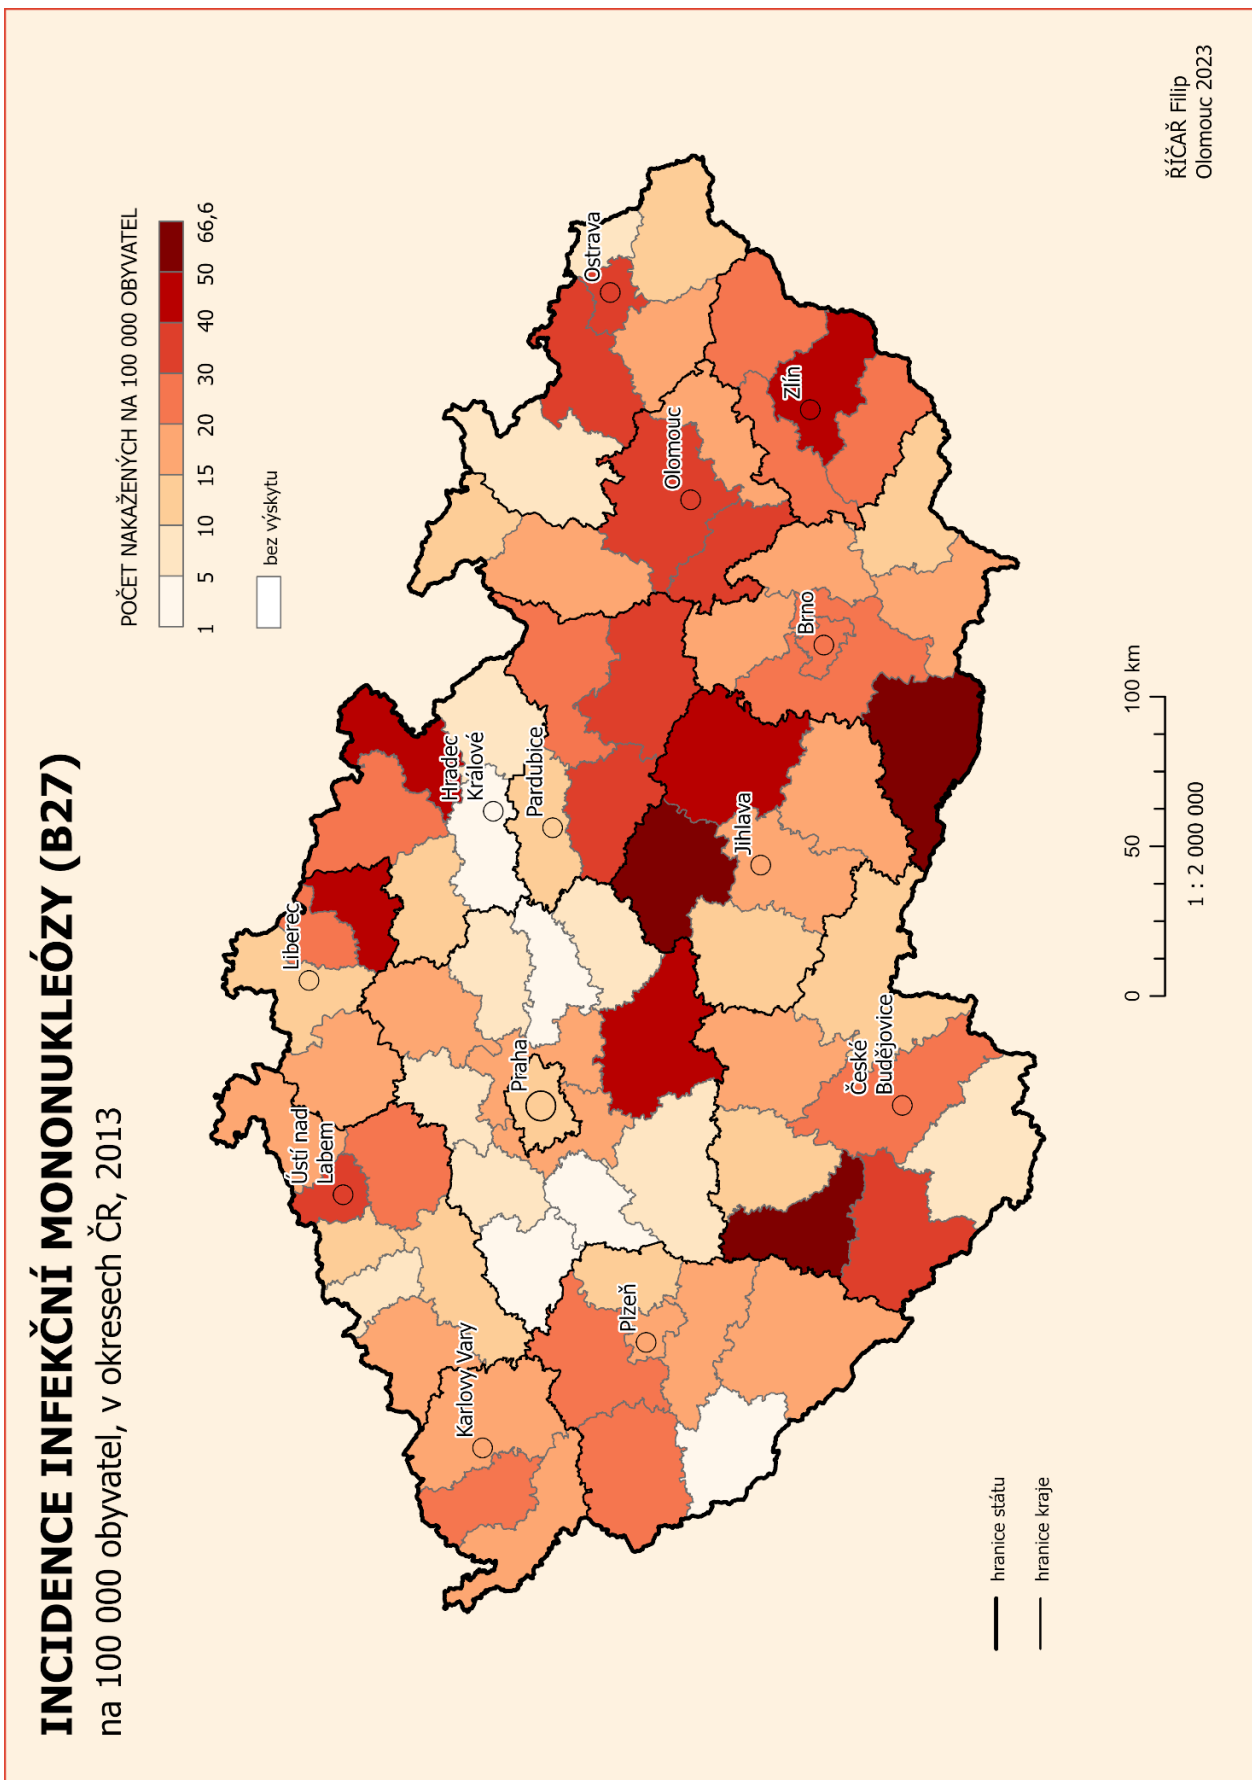 INCIDENCE INFEKČNÍ MONONUKLEÓZY (B27)
na 100 000 obyvatel, v okresech ČR, 2013
POČET NAKAŽENÝCH NA 100 000 OBYVATEL
1 5 10 15 20 30 40 50 66,6
bez výskytu
Liberec
Ústí nad
Labem
Hradec
Králové
Karlovy Vary
Praha
Pardubice
Ostrava
Plzeň
Olomouc
Jihlava
Zlín
Brno
České
Budějovice
hranice státu
hranice kraje
0 50 100 km
1 : 2 000 000
ŘÍČAŘ Filip
Olomouc 2023